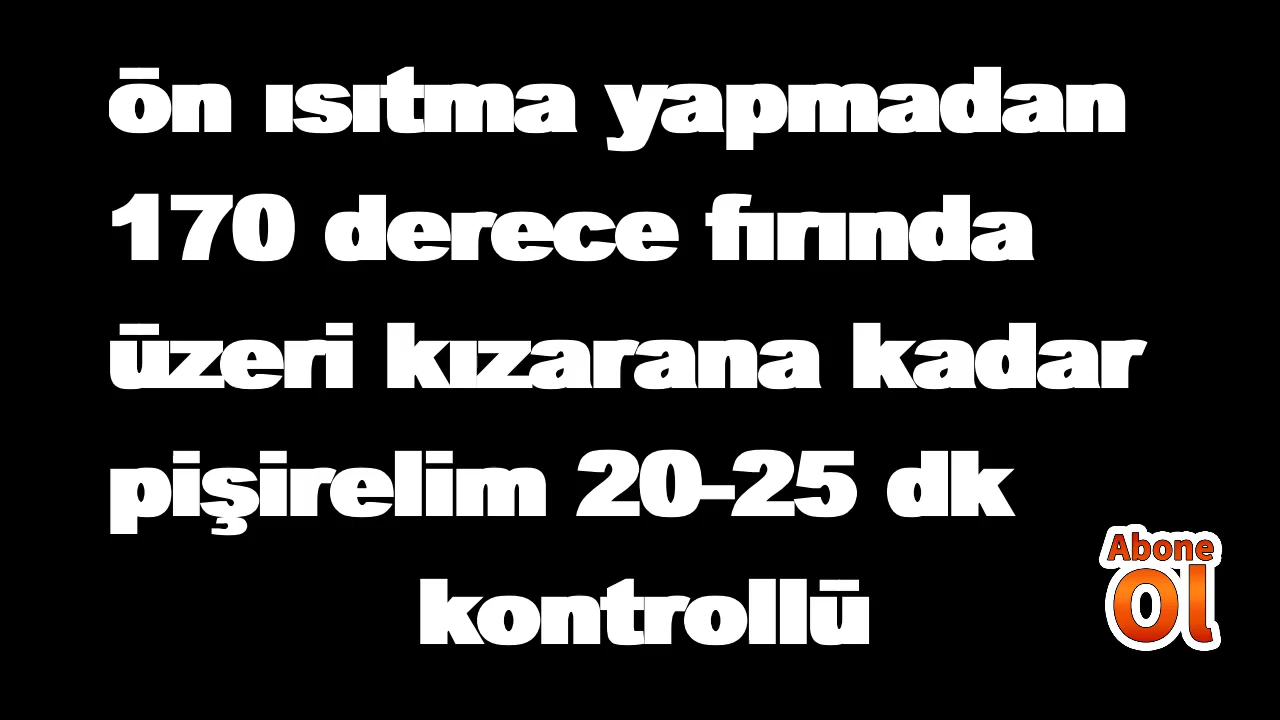 ön ısıtma yapmadan
170 derece fırında
üzeri kızarana kadar
pişirelim 20-25 dk
kontrollü
Abone
Ol